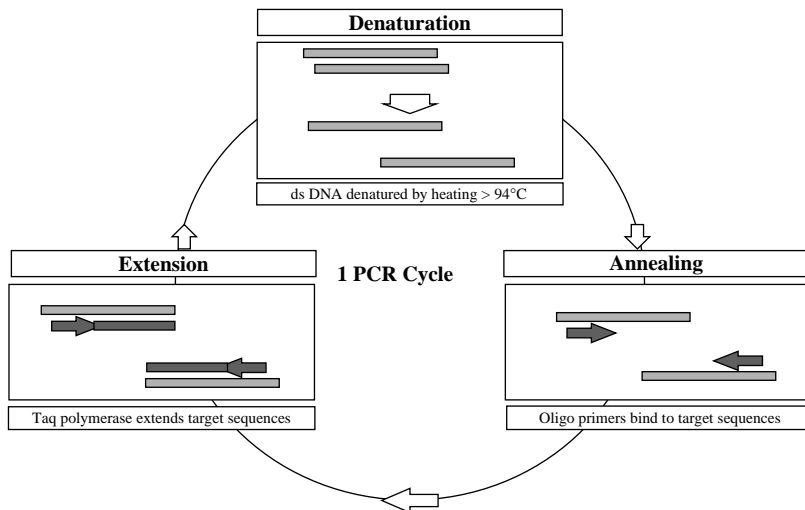 Denaturation
ds DNA denatured by heating > 94°C
Extension
1 PCR Cycle
Annealing
Taq polymerase extends target sequences
Oligo primers bind to target sequences